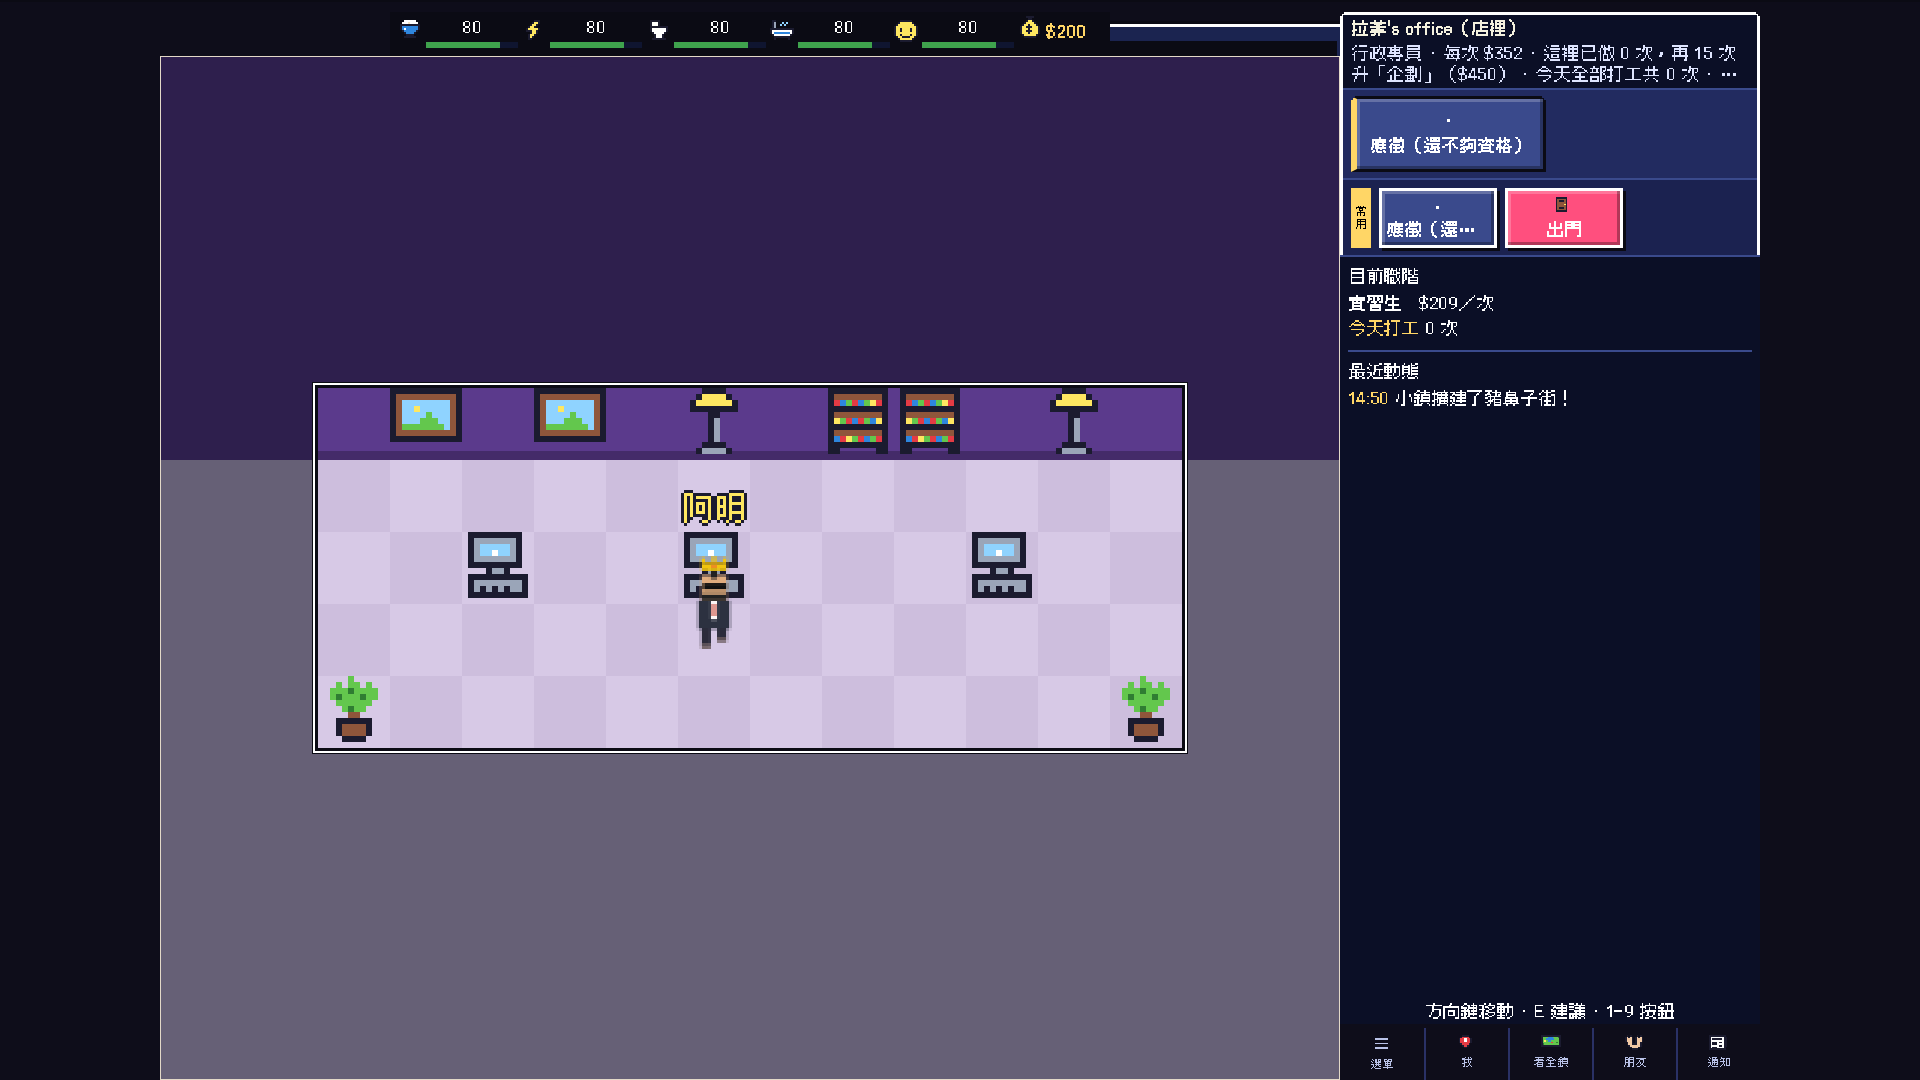 80
80
80
80
80
$200
拉菲's office（店裡）
行政專員 · 每次 $352 · 這裡已做 0 次，再 15 次
升「企劃」（$450） · 今天全部打工共 0 次 · …
應徵（還不夠資格）
常用
應徵（還…
出門
目前職階
實習生 $209／次
今天打工 0 次
最近動態
14:50 小鎮擴建了豬鼻子街！
阿明
方向鍵移動 · E 建議 · 1-9 按鈕
選單
我
看全鎮
朋友
通知